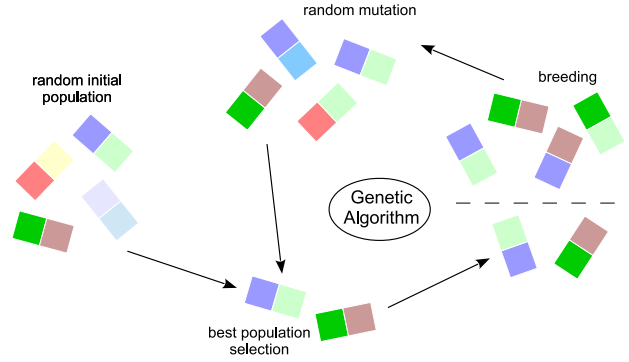 random mutation
random initial
population
breeding
Genetic
Algorithm
best population
selection